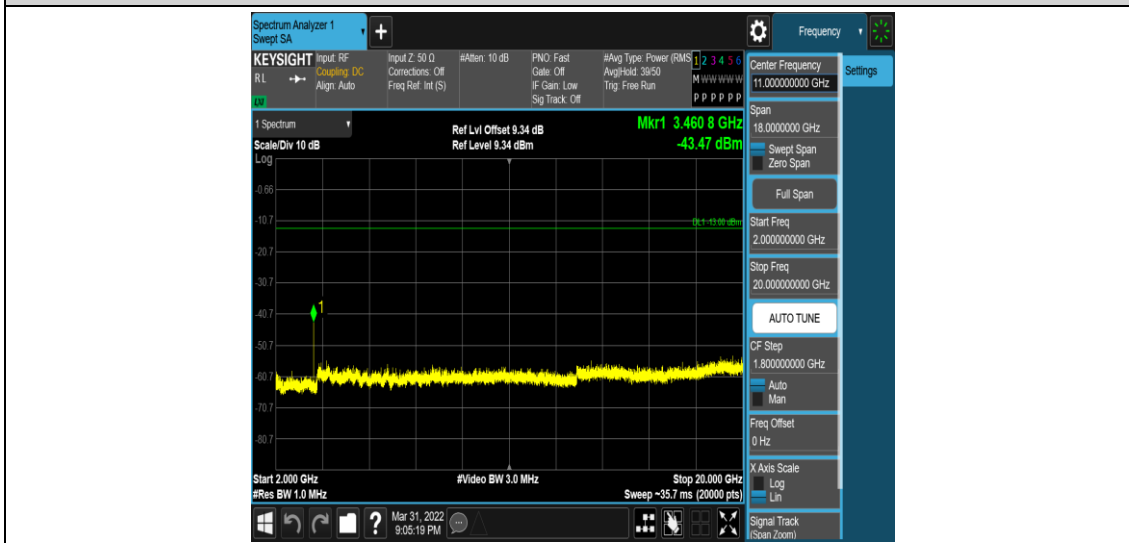 Spectrum Analyzer 1
Swept SA
Frequency
KEYSIGHT
RL
LXI
Input: RF
Coupling: DC
Align: Auto
Input Z: 50 Ω
Corrections: Off
Freq Ref: Int (S)
#Atten: 10 dB
PNO: Fast
Gate: Off
IF Gain: Low
Sig Track: Off
#Avg Type: Power (RMS
Avg|Hold: 39/50
Trig: Free Run
1 2 3 4 5 6
M W W W W W
P P P P P P
1 Spectrum
Scale/Div 10 dB
Ref Lvl Offset 9.34 dB
Ref Level 9.34 dBm
Mkr1 3.460 8 GHz
-43.47 dBm
Log
-0.66
-10.7
DL1 -13.00 dBm
-20.7
-30.7
-40.7
1
-50.7
-60.7
-70.7
-80.7
Start 2.000 GHz
#Res BW 1.0 MHz
#Video BW 3.0 MHz
Stop 20.000 GHz
Sweep ~35.7 ms (20000 pts)
Center Frequency
11.000000000 GHz
Settings
Span
18.0000000 GHz
Swept Span
Zero Span
Full Span
Start Freq
2.000000000 GHz
Stop Freq
20.000000000 GHz
AUTO TUNE
CF Step
1.800000000 GHz
Auto
Man
Freq Offset
0 Hz
X Axis Scale
Log
Lin
Signal Track
(Span Zoom)
Mar 31, 2022
9:05:19 PM